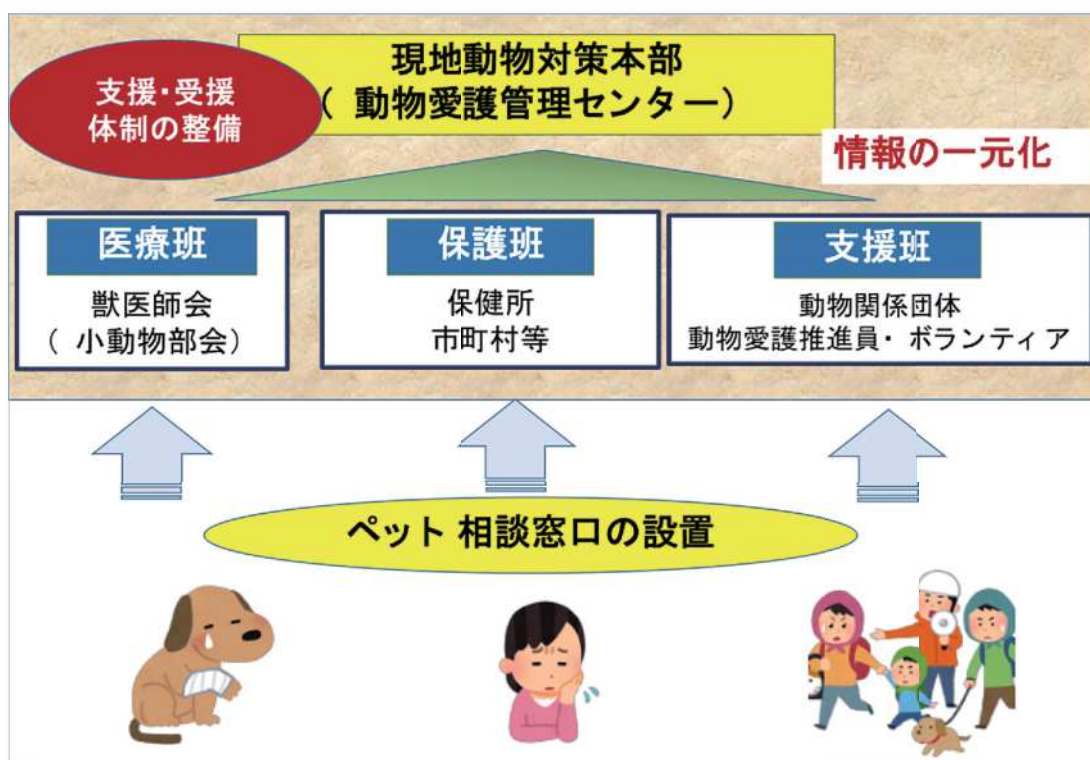 支援・受援
体制の整備
現地動物対策本部
（ 動物愛護管理センター）
情報の一元化
医療班
獣医師会
（ 小動物部会）
保護班
保健所
市町村等
支援班
動物関係団体
動物愛護推進員・ ボランティア
ペット 相談窓口の設置